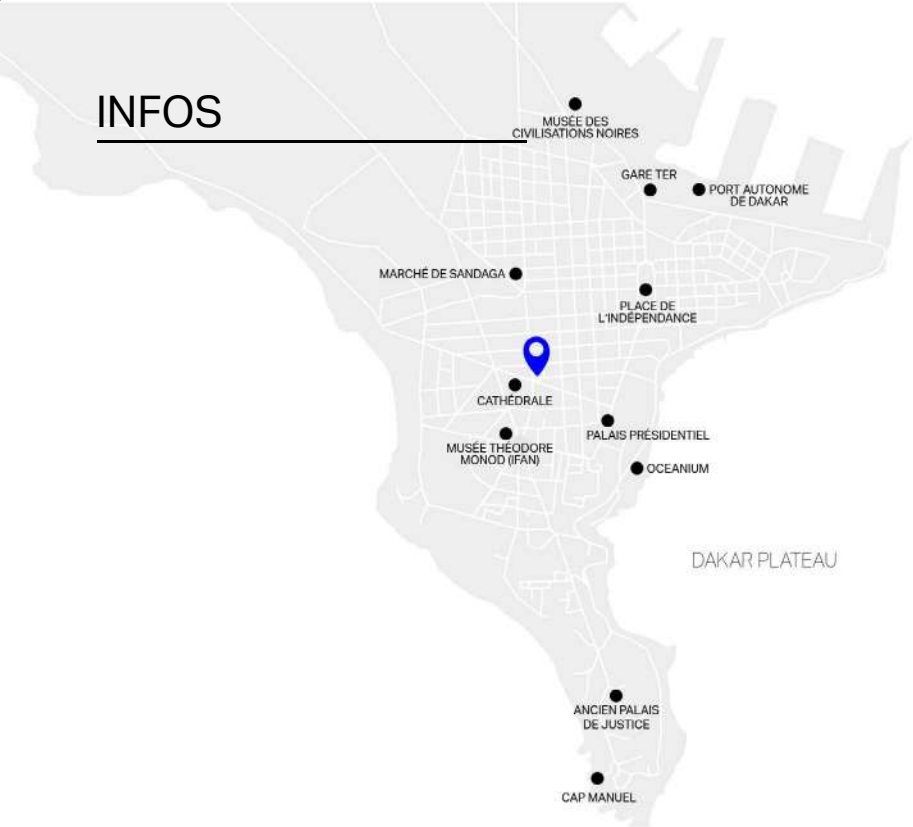 INFOS
MUSÉE DES
CIVILISATIONS NOIRES
GARE TER
PORT AUTONOME
DE DAKAR
MARCHÉ DE SANDAGA
PLACE DE
L'INDÉPENDANCE
CATHÉDRALE
PALAIS PRÉSIDENTIEL
MUSÉE THÉODORE
MONOD (IFAN)
OCEANIUM
DAKAR PLATEAU
ANCIEN PALAIS
DE JUSTICE
CAP MANUEL